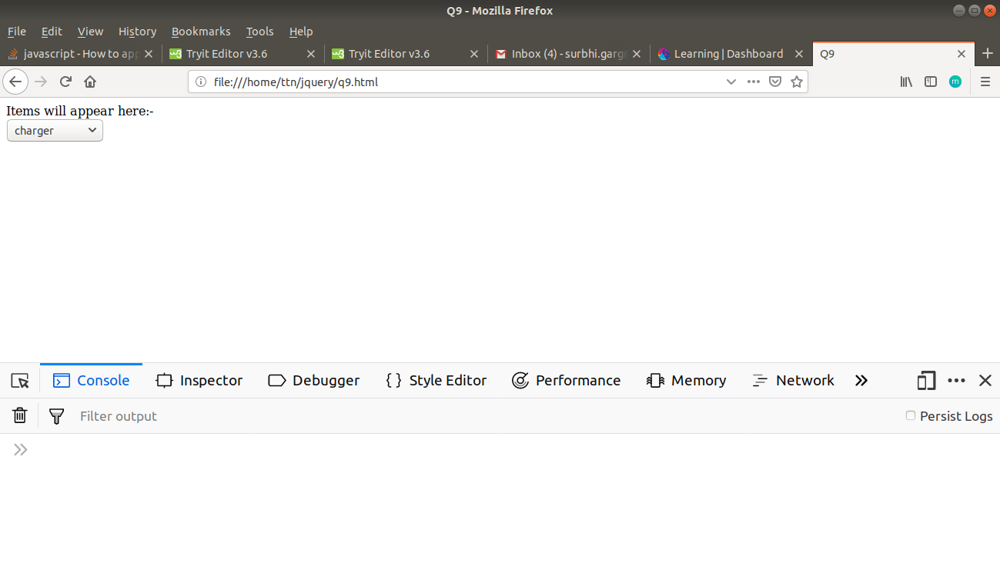 Q9 - Mozilla Firefox
File Edit View History Bookmarks Tools Help
javascript - How to app Tryit Editor v3.6 Tryit Editor v3.6 Inbox (4) - surbhi.garg Learning | Dashboard Q9
file:///home/ttn/jquery/q9.html m
Items will appear here:-
charger
Console Inspector Debugger { } Style Editor Performance Memory Network
Filter output Persist Logs